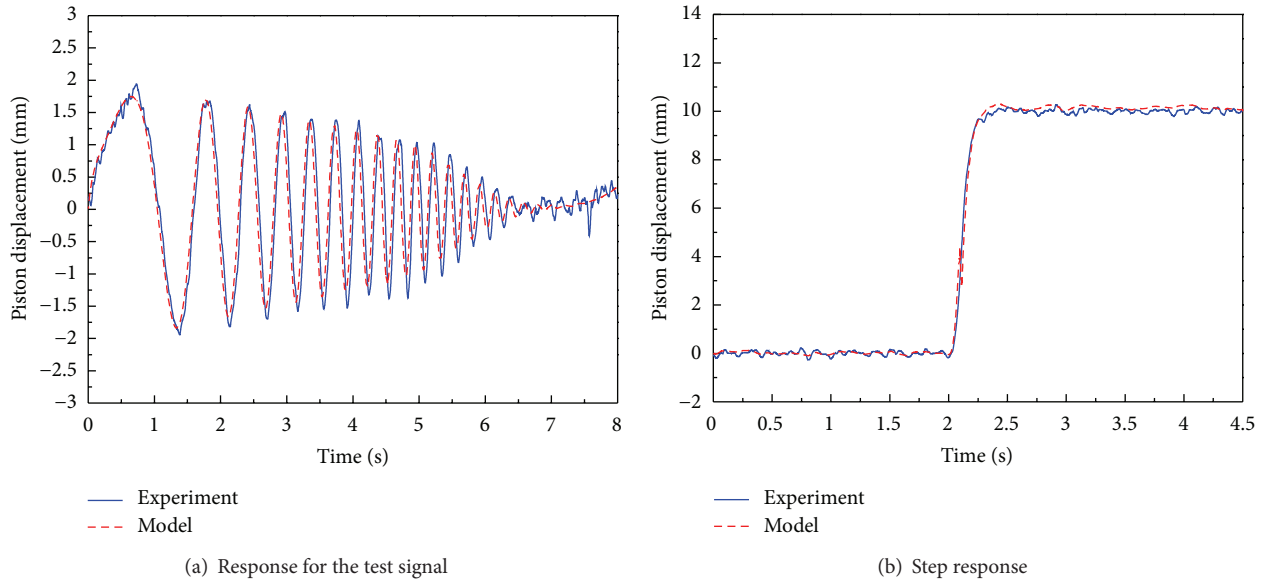 3
2.5
2
1.5
1
0.5
0
−0.5
−1
−1.5
−2
−2.5
−3
Piston displacement (mm)
0 1 2 3 4 5 6 7 8
Time (s)
Experiment
Model
(a) Response for the test signal
14
12
10
8
6
4
2
0
−2
Piston displacement (mm)
0 0.5 1 1.5 2 2.5 3 3.5 4 4.5
Time (s)
Experiment
Model
(b) Step response